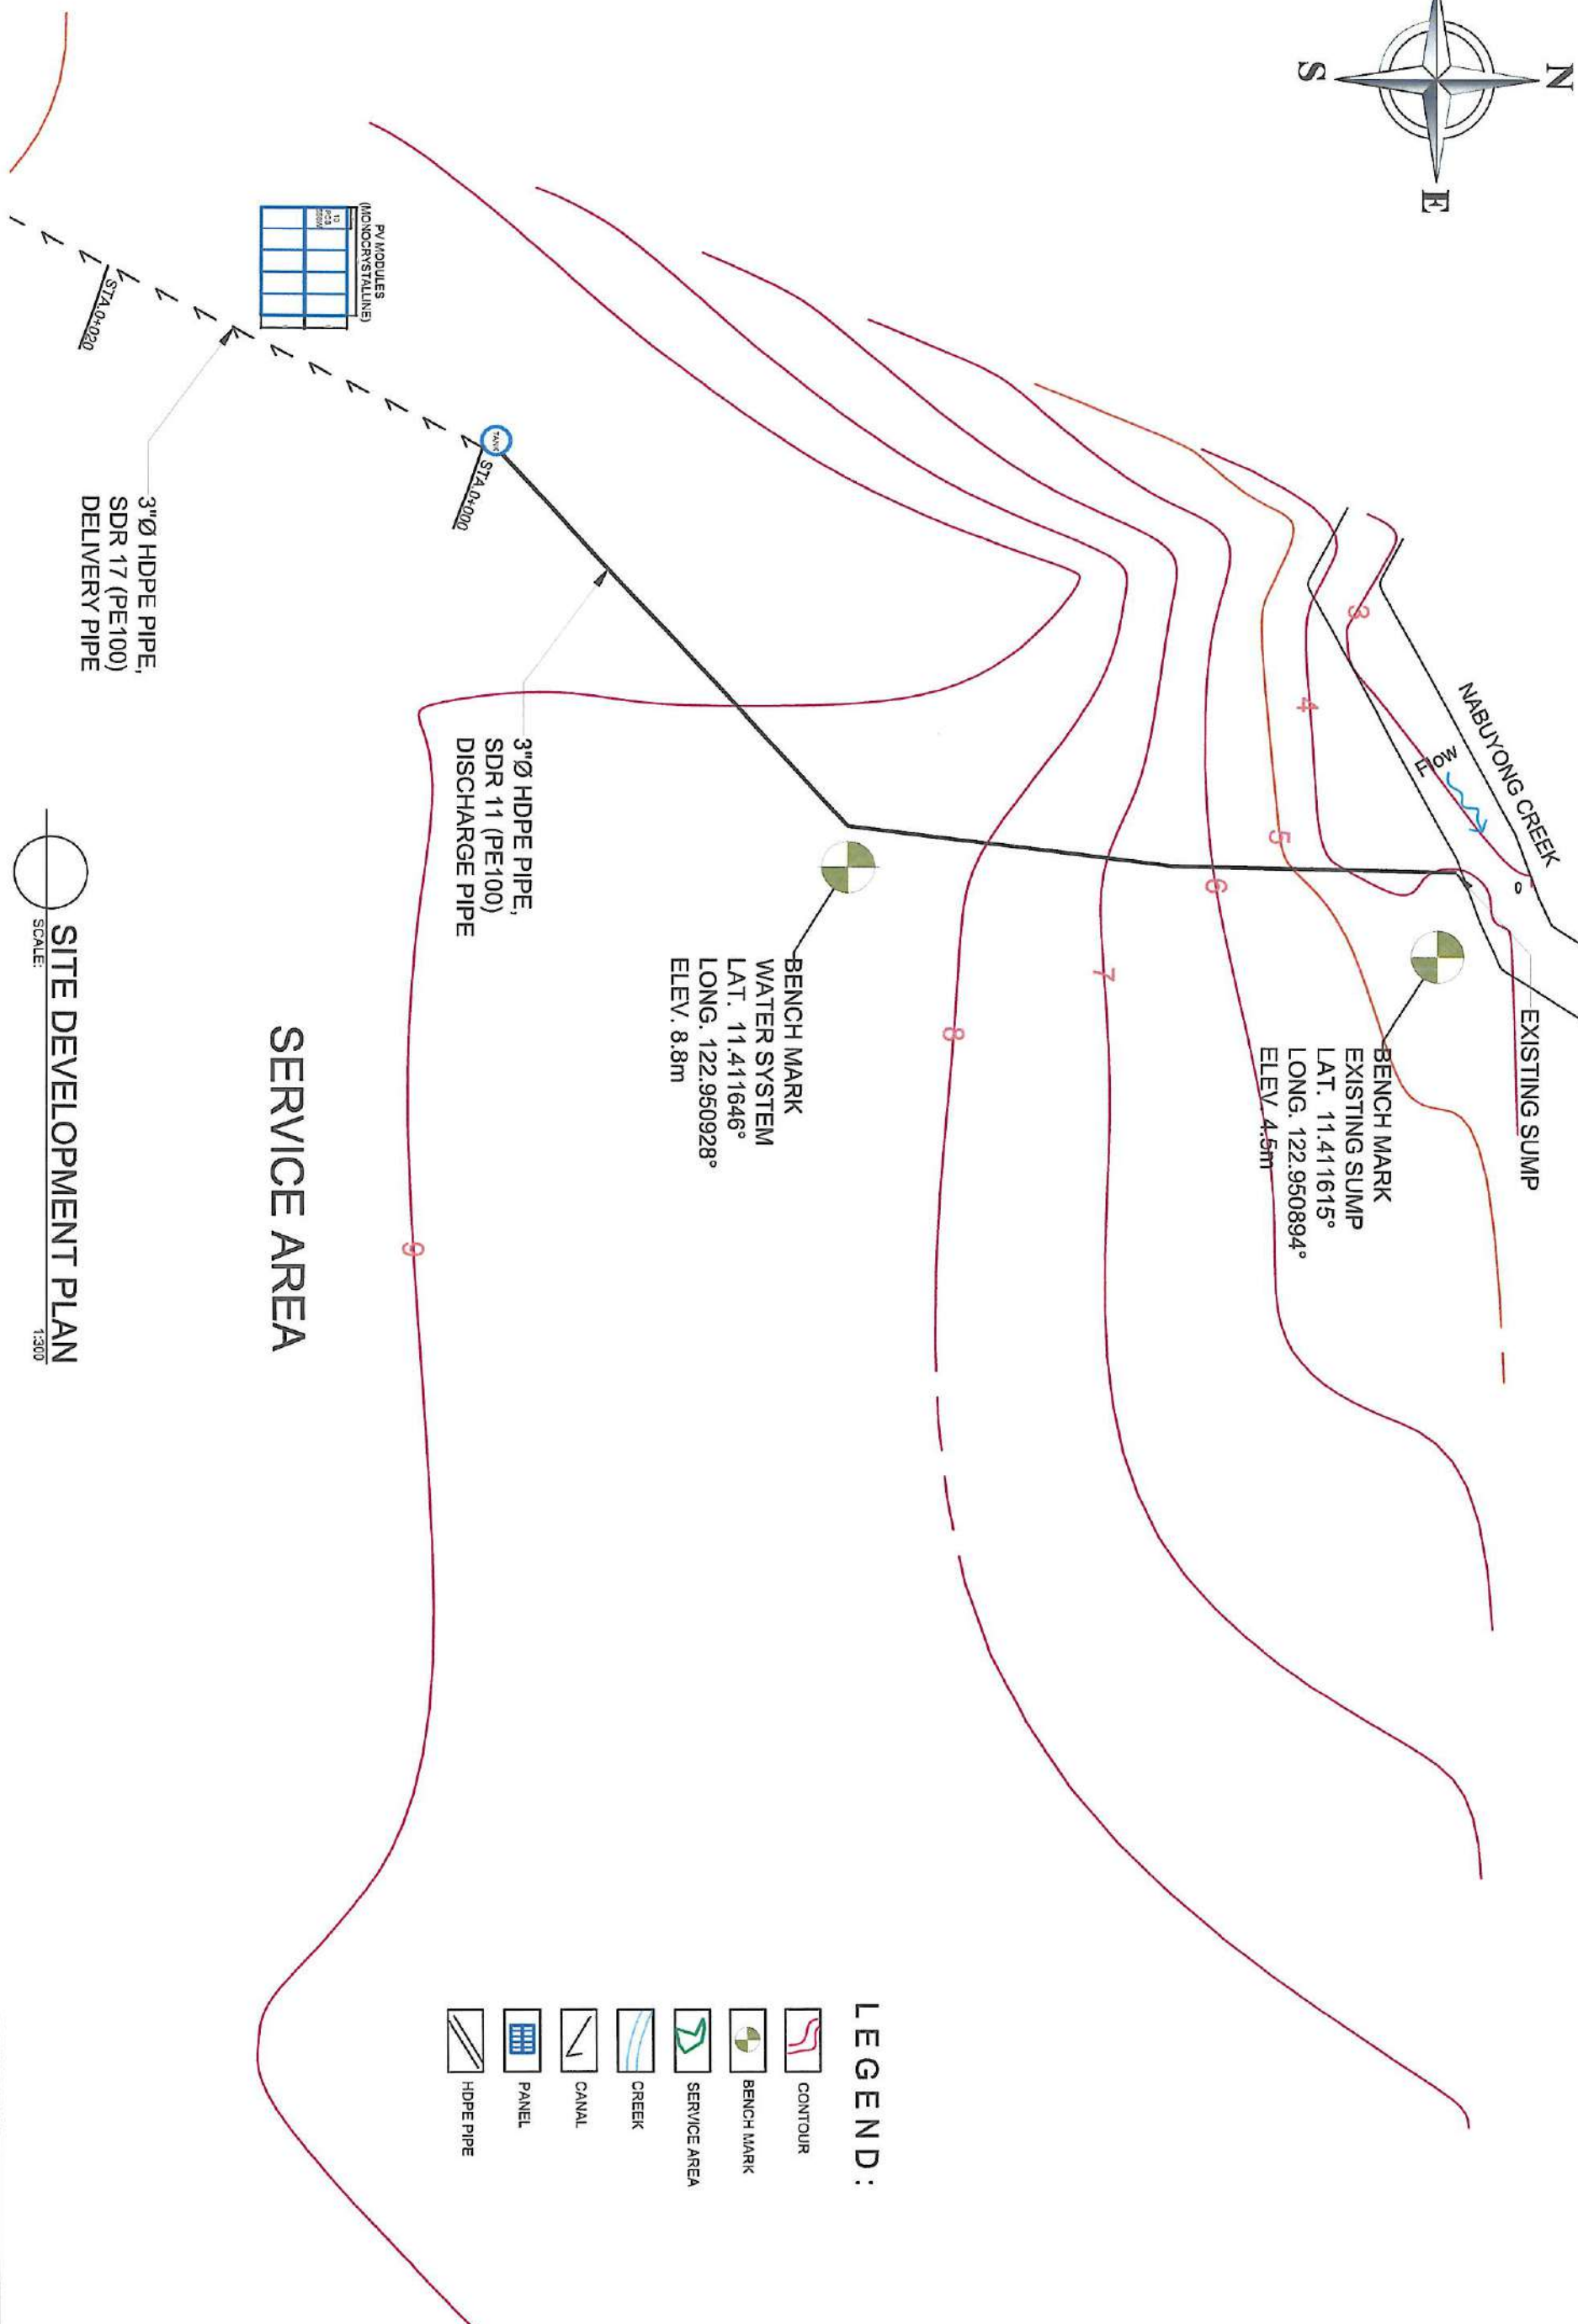 N
S
E
NABUYONG CREEK
Flow
EXISTING SUMP
BENCH MARK
EXISTING SUMP
LAT. 11.411615°
LONG. 122.950894°
ELEV. 4.5m
3
4
5
6
7
8
9
BENCH MARK
WATER SYSTEM
LAT. 11.411646°
LONG. 122.950928°
ELEV. 8.8m
3"Ø HDPE PIPE,
SDR 11 (PE100)
DISCHARGE PIPE
TANK
STA.0+000
PV MODULES
(MONOCRYSTALLINE)
10
PCS
STA.0+020
3"Ø HDPE PIPE,
SDR 17 (PE100)
DELIVERY PIPE
SERVICE AREA
LEGEND:
CONTOUR
BENCH MARK
SERVICE AREA
CREEK
CANAL
PANEL
HDPE PIPE
SITE DEVELOPMENT PLAN
SCALE: 1:300